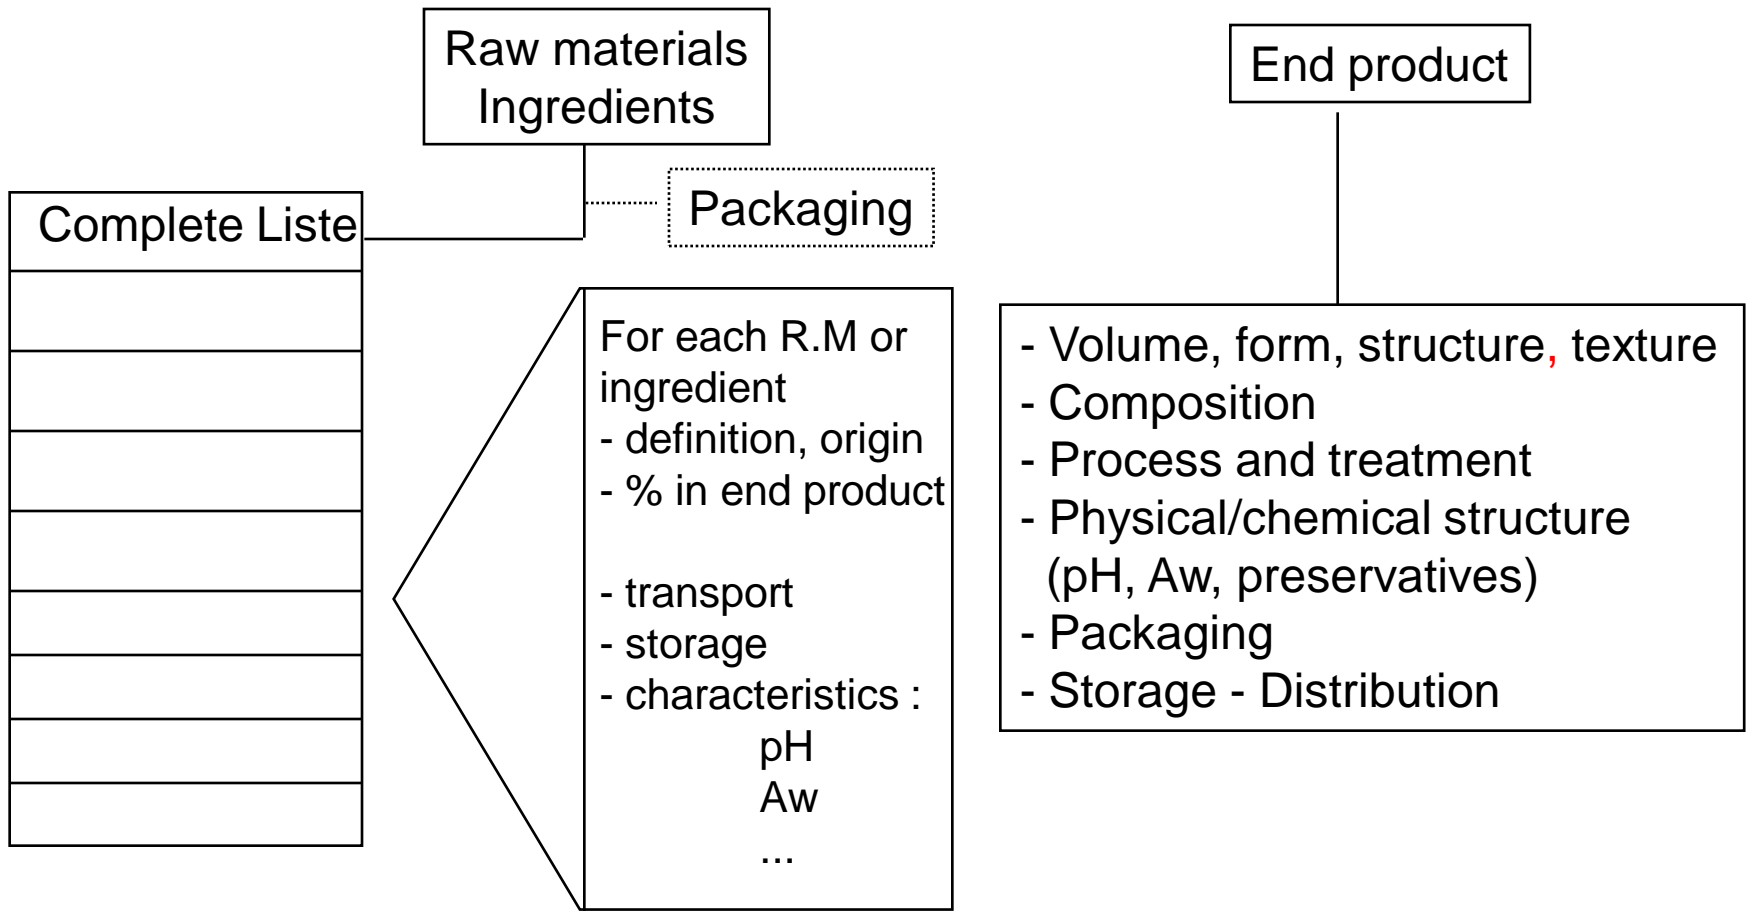 Raw materials
Ingredients
Packaging
Complete Liste
For each R.M or
ingredient
- definition, origin
- % in end product
- transport
- storage
- characteristics :
pH
Aw
...
End product
- Volume, form, structure, texture
- Composition
- Process and treatment
- Physical/chemical structure
(pH, Aw, preservatives)
- Packaging
- Storage - Distribution